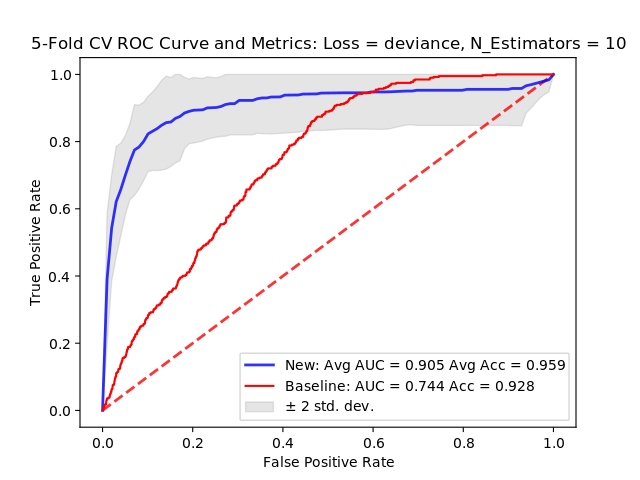 5-Fold CV ROC Curve and Metrics: Loss = deviance, N_Estimators = 10
True Positive Rate
1.0
0.8
0.6
0.4
0.2
0.0
New: Avg AUC = 0.905 Avg Acc = 0.959
Baseline: AUC = 0.744 Acc = 0.928
± 2 std. dev.
0.0 0.2 0.4 0.6 0.8 1.0
False Positive Rate